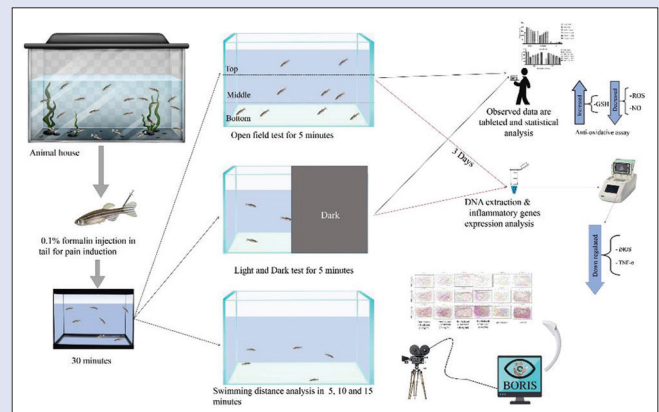 Animal house
0.1% formalin injection in
tail for pain induction
30 minutes
Top
Middle
Bottom
Open field test for 5 minutes
Dark
Light and Dark test for 5 minutes
Swimming distance analysis in 5, 10 and 15
minutes
3 Days
Observed data are
tableted and statistical
analysis
Increased
-GSH
Decreased
-ROS
-NO
Anti-oxidative assay
DNA extraction &
inflammatory genes
expression analysis
Down regulated
- iNOS
- TNF-α
BORIS